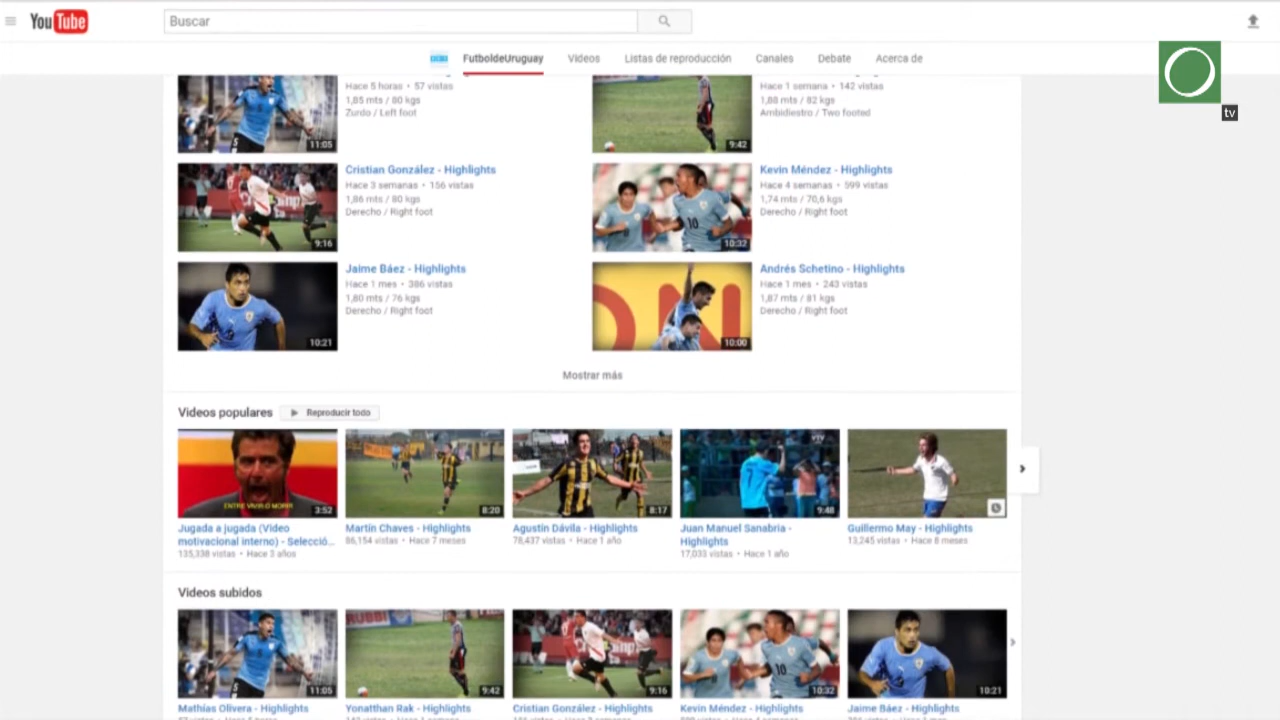 YouTube
Buscar
FutboldeUruguay
Videos
Listas de reproducción
Canales
Debate
Acerca de
tv
Hace 5 horas • 57 vistas
1,85 mts / 80 kgs
Zurdo / Left foot
11:05
Hace 1 semana • 142 vistas
1,88 mts / 82 kgs
Ambidiestro / Two footed
9:42
Cristian González - Highlights
Hace 3 semanas • 156 vistas
1,86 mts / 80 kgs
Derecho / Right foot
9:16
Kevin Méndez - Highlights
Hace 4 semanas • 599 vistas
1,74 mts / 70,6 kgs
Derecho / Right foot
10:32
10
Jaime Báez - Highlights
Hace 1 mes • 386 vistas
1,80 mts / 76 kgs
Derecho / Right foot
10:21
Andrés Schetino - Highlights
Hace 1 mes • 243 vistas
1,87 mts / 81 kgs
Derecho / Right foot
10:00
Mostrar más
Videos populares
Reproducir todo
ENTRE VIVIR O MORIR
3:52
8:20
8:17
9:48
Jugada a jugada (Video
motivacional interno) - Selecció...
135,338 vistas • Hace 3 años
Martín Chaves - Highlights
86,154 vistas • Hace 7 meses
Agustín Dávila - Highlights
78,437 vistas • Hace 1 año
Juan Manuel Sanabria -
Highlights
17,033 vistas • Hace 1 año
Guillermo May - Highlights
13,245 vistas • Hace 8 meses
Videos subidos
11:05
9:42
9:16
10
10:32
10:21
Mathías Olivera - Highlights
Yonatthan Rak - Highlights
Cristian González - Highlights
Kevin Méndez - Highlights
Jaime Báez - Highlights